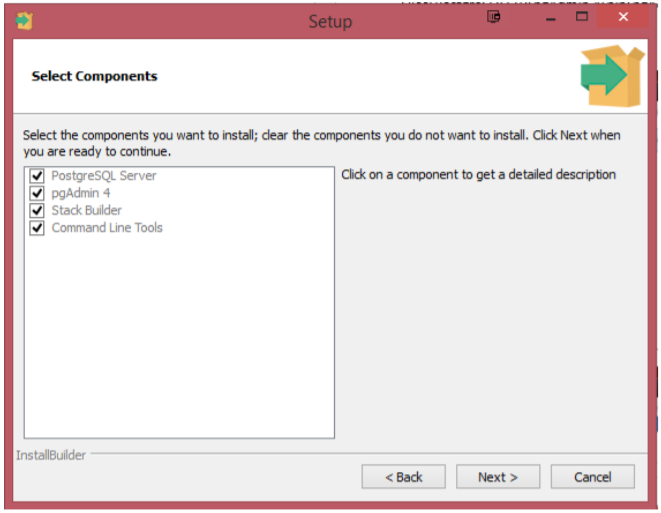 Setup
Select Components
Select the components you want to install; clear the components you do not want to install. Click Next when
you are ready to continue.
PostgreSQL Server
pgAdmin 4
Stack Builder
Command Line Tools
Click on a component to get a detailed description
InstallBuilder
< Back
Next >
Cancel